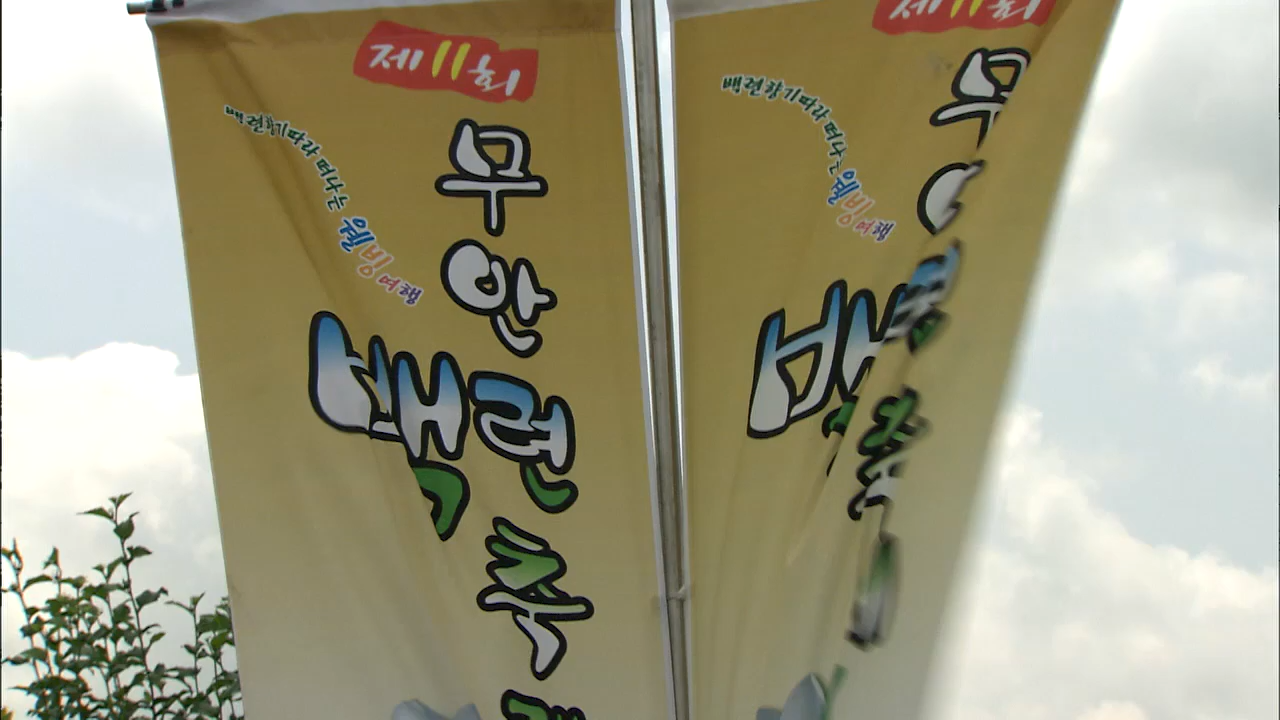 제11회
백련향기따라 떠나는 웰빙여행
무안
백련
제11회
백련향기따라 떠나는 웰빙여행
무
백